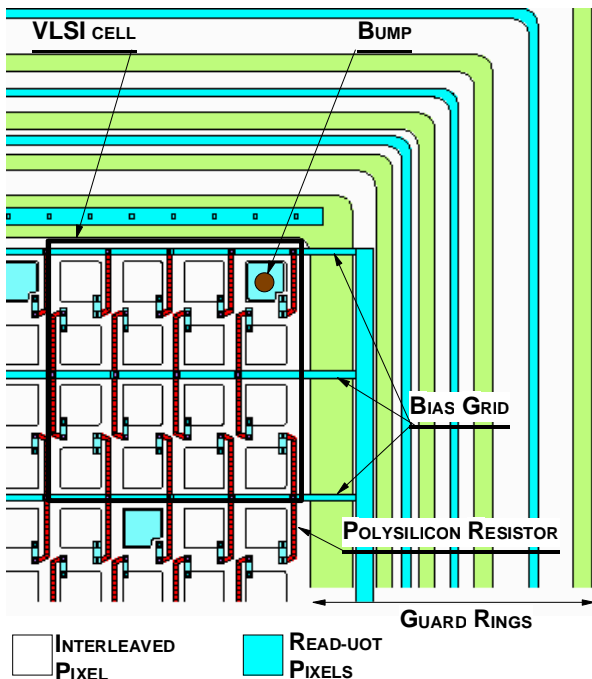 VLSI CELL
BUMP
BIAS GRID
POLYSILICON RESISTOR
GUARD RINGS
INTERLEAVED
PIXEL
READ-UOT
PIXELS